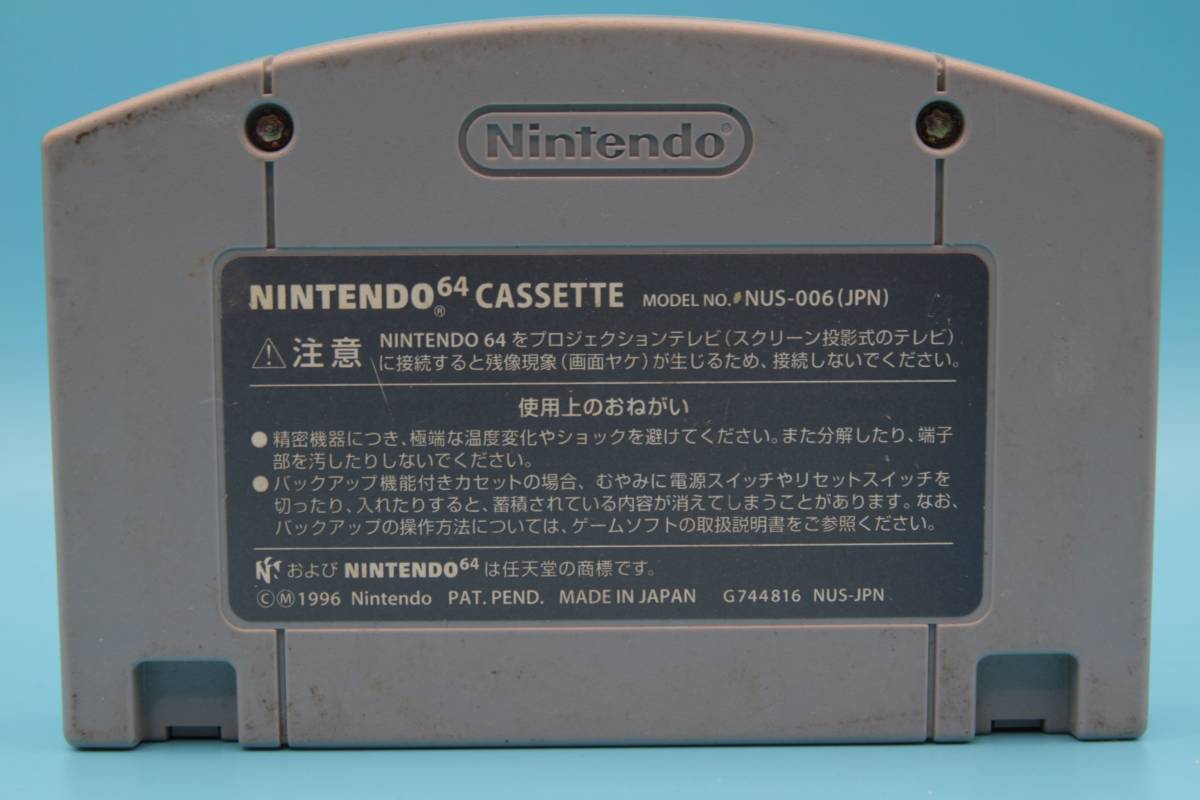 Nintendo®
NINTENDO®64 CASSETTE MODEL NO. NUS-006 (JPN)
⚠注意 NINTENDO 64 をプロジェクションテレビ(スクリーン投影式のテレビ)
に接続すると残像現象(画面ヤケ)が生じるため、接続しないでください。
使用上のおねがい
●精密機器につき、極端な温度変化やショックを避けてください。また分解したり、端子
部を汚したりしないでください。
●バックアップ機能付きカセットの場合、むやみに電源スイッチやリセットスイッチを
切ったり、入れたりすると、蓄積されている内容が消えてしまうことがあります。なお、
バックアップの操作方法については、ゲームソフトの取扱説明書をご参照ください。
および NINTENDO64 は任天堂の商標です。
©Ⓜ1996 Nintendo PAT. PEND. MADE IN JAPAN G744816 NUS-JPN